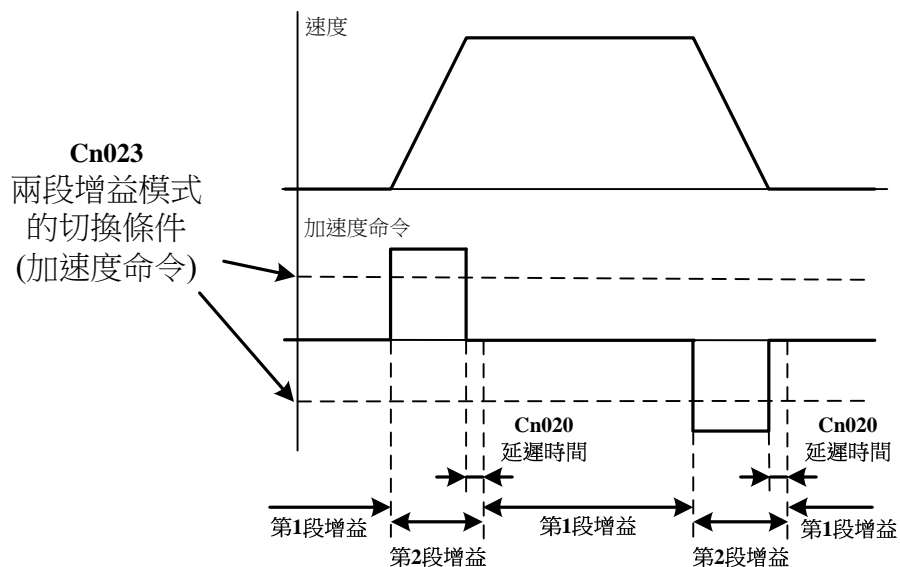 速度
Cn023
兩段增益模式
的切換條件
(加速度命令)
加速度命令
Cn020
延遲時間
Cn020
延遲時間
第1段增益
第2段增益
第1段增益
第2段增益
第1段增益